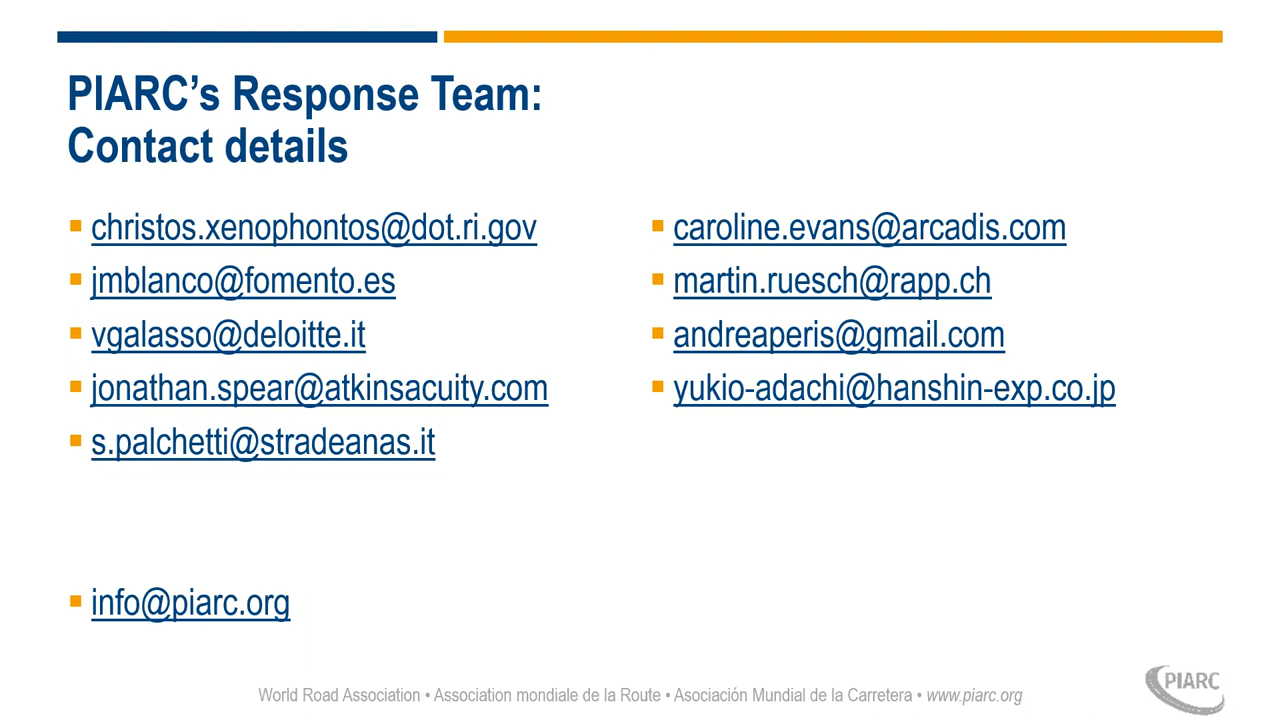 PIARC’s Response Team:
Contact details
▪ christos.xenophontos@dot.ri.gov
▪ jmblanco@fomento.es
▪ vgalasso@deloitte.it
▪ jonathan.spear@atkinsacuity.com
▪ s.palchetti@stradeanas.it
▪ caroline.evans@arcadis.com
▪ martin.ruesch@rapp.ch
▪ andreaperis@gmail.com
▪ yukio-adachi@hanshin-exp.co.jp
▪ info@piarc.org
World Road Association • Association mondiale de la Route • Asociación Mundial de la Carretera • www.piarc.org
PIARC